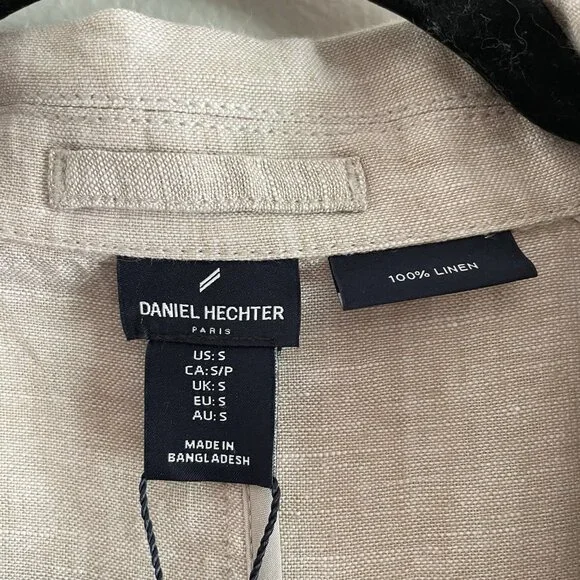 DANIEL HECHTER
PARIS
100% LINEN
US: S
CA: S/P
UK: S
EU: S
AU: S
MADE IN
BANGLADESH